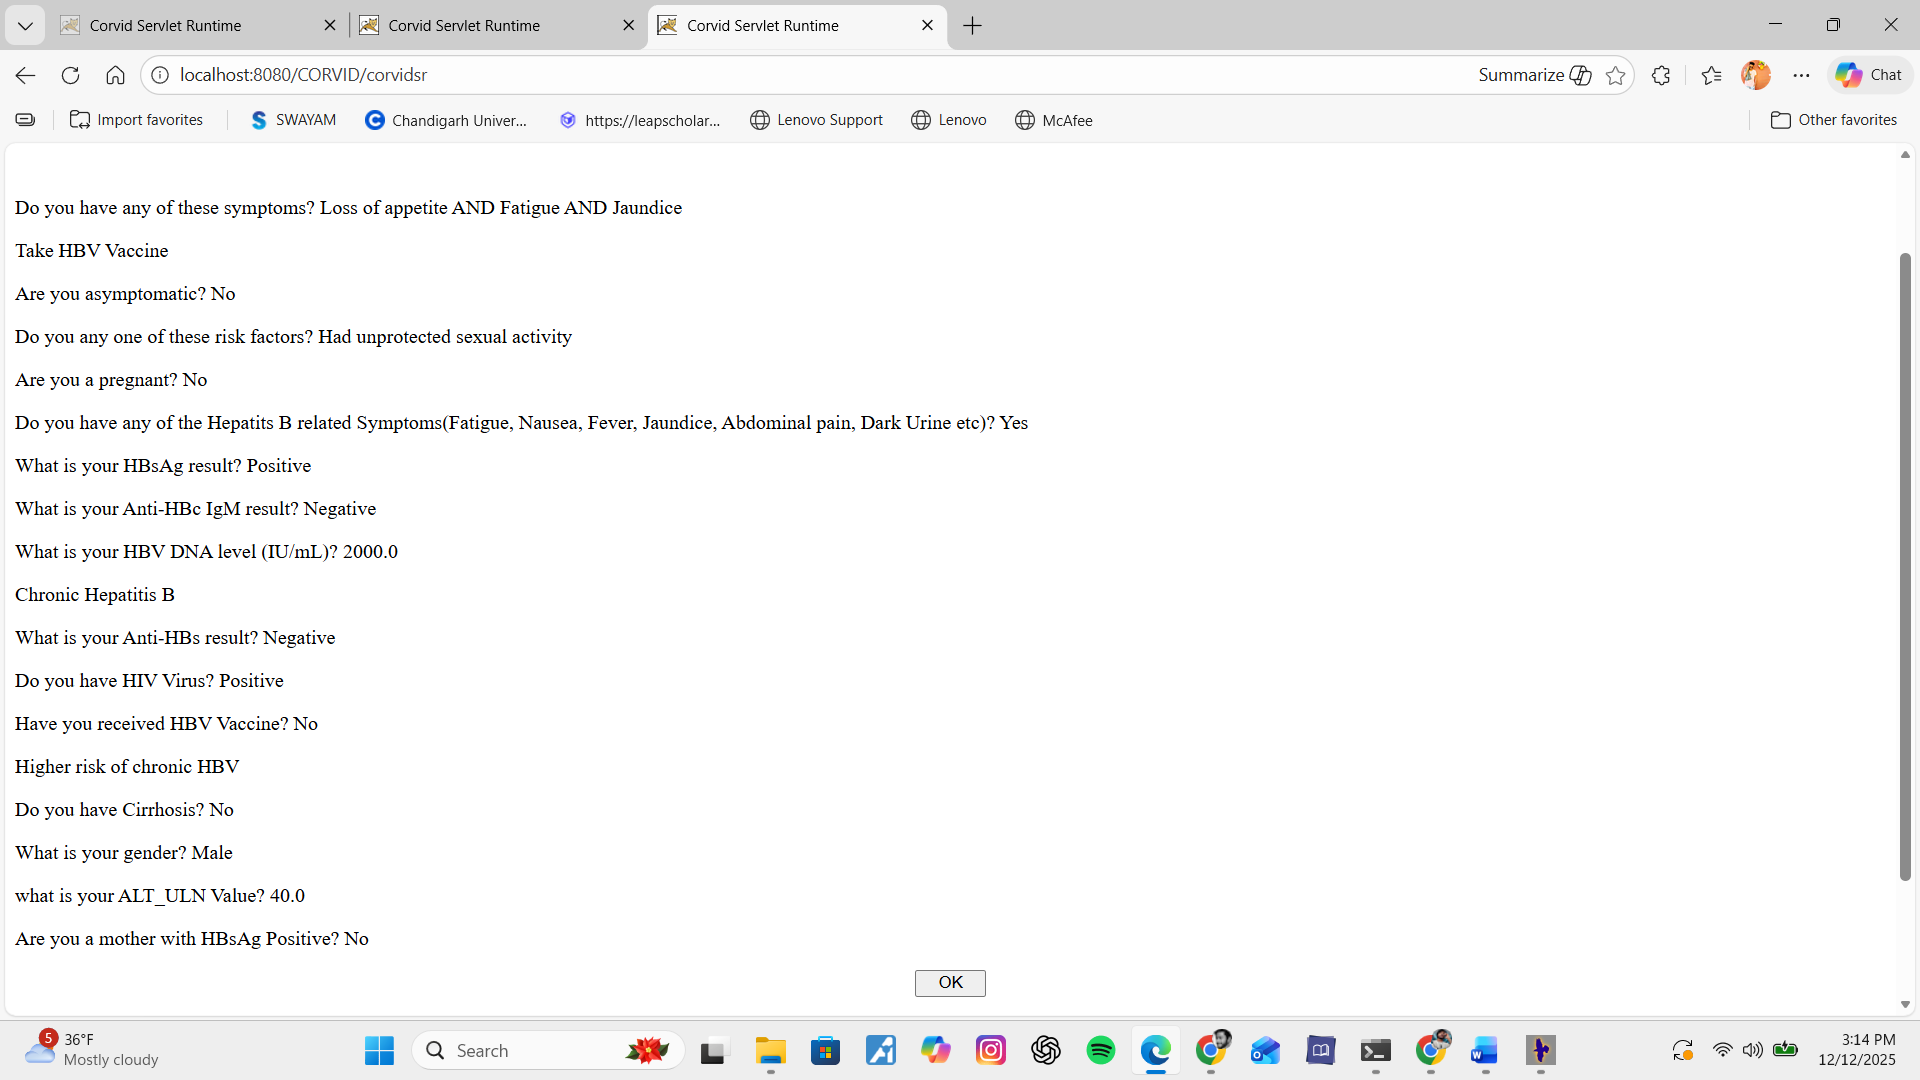 Corvid Servlet Runtime
Corvid Servlet Runtime
Corvid Servlet Runtime
localhost:8080/CORVID/corvidsr
Summarize
Chat
Import favorites
SWAYAM
Chandigarh Univer...
https://leapscholar...
Lenovo Support
Lenovo
McAfee
Other favorites
Do you have any of these symptoms? Loss of appetite AND Fatigue AND Jaundice
Take HBV Vaccine
Are you asymptomatic? No
Do you any one of these risk factors? Had unprotected sexual activity
Are you a pregnant? No
Do you have any of the Hepatits B related Symptoms(Fatigue, Nausea, Fever, Jaundice, Abdominal pain, Dark Urine etc)? Yes
What is your HBsAg result? Positive
What is your Anti-HBc IgM result? Negative
What is your HBV DNA level (IU/mL)? 2000.0
Chronic Hepatitis B
What is your Anti-HBs result? Negative
Do you have HIV Virus? Positive
Have you received HBV Vaccine? No
Higher risk of chronic HBV
Do you have Cirrhosis? No
What is your gender? Male
what is your ALT_ULN Value? 40.0
Are you a mother with HBsAg Positive? No
OK
5
36°F
Mostly cloudy
Search
3:14 PM
12/12/2025